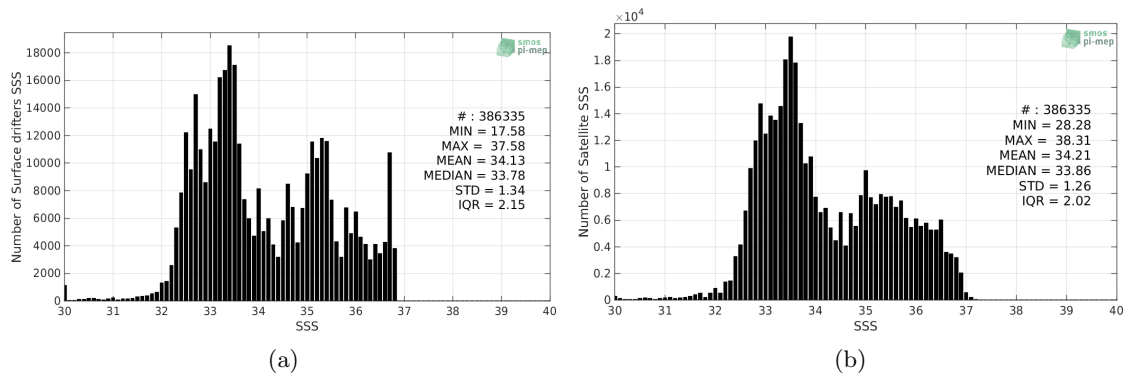 Number of Surface drifters SSS
18000
16000
14000
12000
10000
8000
6000
4000
2000
0
30 31 32 33 34 35 36 37 38 39 40
SSS
smos
pi-mep
# : 386335
MIN = 17.58
MAX = 37.58
MEAN = 34.13
MEDIAN = 33.78
STD = 1.34
IQR = 2.15
(a)
×10⁴
Number of Satellite SSS
2
1.8
1.6
1.4
1.2
1
0.8
0.6
0.4
0.2
0
30 31 32 33 34 35 36 37 38 39 40
SSS
smos
pi-mep
# : 386335
MIN = 28.28
MAX = 38.31
MEAN = 34.21
MEDIAN = 33.86
STD = 1.26
IQR = 2.02
(b)